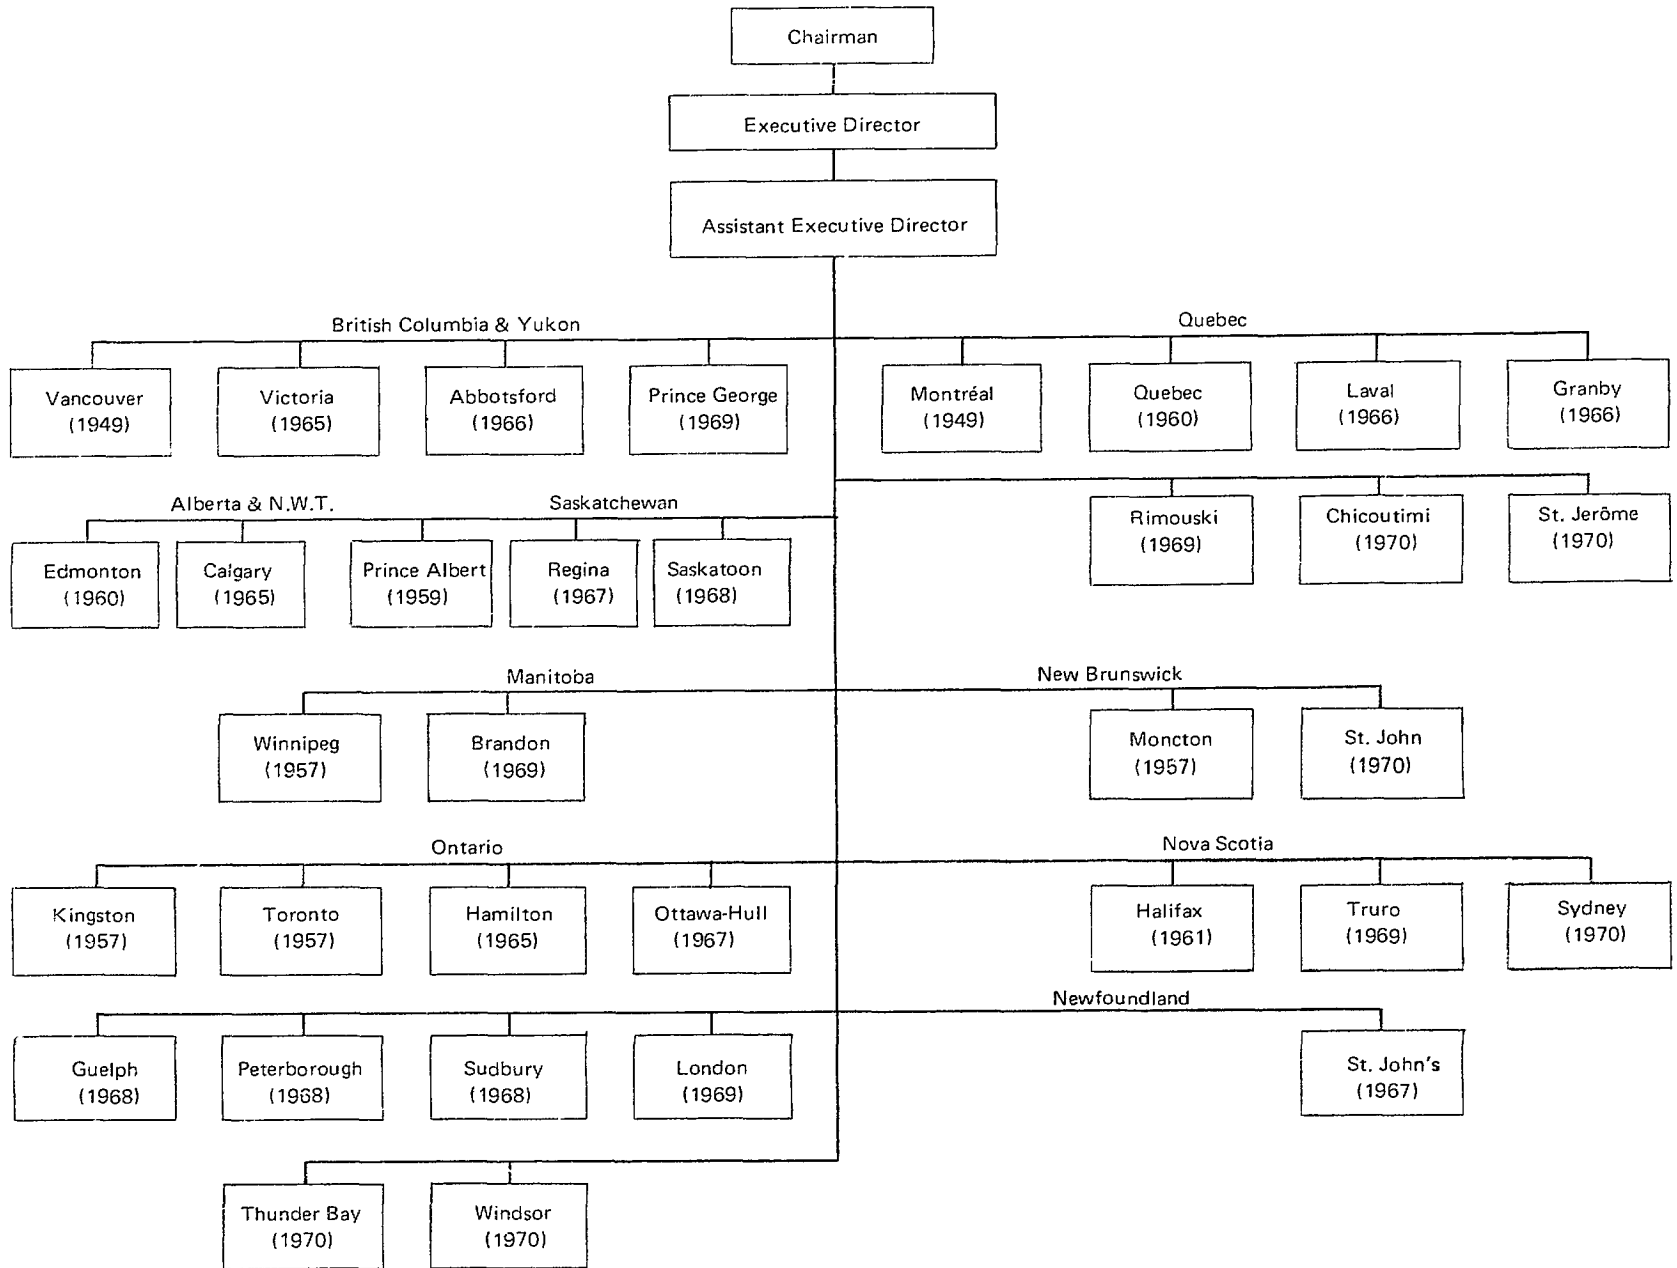 Chairman
Executive Director
Assistant Executive Director
British Columbia & Yukon
Vancouver
(1949)
Victoria
(1965)
Abbotsford
(1966)
Prince George
(1969)
Quebec
Montréal
(1949)
Quebec
(1960)
Laval
(1966)
Granby
(1966)
Rimouski
(1969)
Chicoutimi
(1970)
St. Jerôme
(1970)
Alberta & N.W.T.
Edmonton
(1960)
Calgary
(1965)
Saskatchewan
Prince Albert
(1959)
Regina
(1967)
Saskatoon
(1968)
Manitoba
Winnipeg
(1957)
Brandon
(1969)
New Brunswick
Moncton
(1957)
St. John
(1970)
Ontario
Kingston
(1957)
Toronto
(1957)
Hamilton
(1965)
Ottawa-Hull
(1967)
Nova Scotia
Halifax
(1961)
Truro
(1969)
Sydney
(1970)
Guelph
(1968)
Peterborough
(1968)
Sudbury
(1968)
London
(1969)
Newfoundland
St. John's
(1967)
Thunder Bay
(1970)
Windsor
(1970)